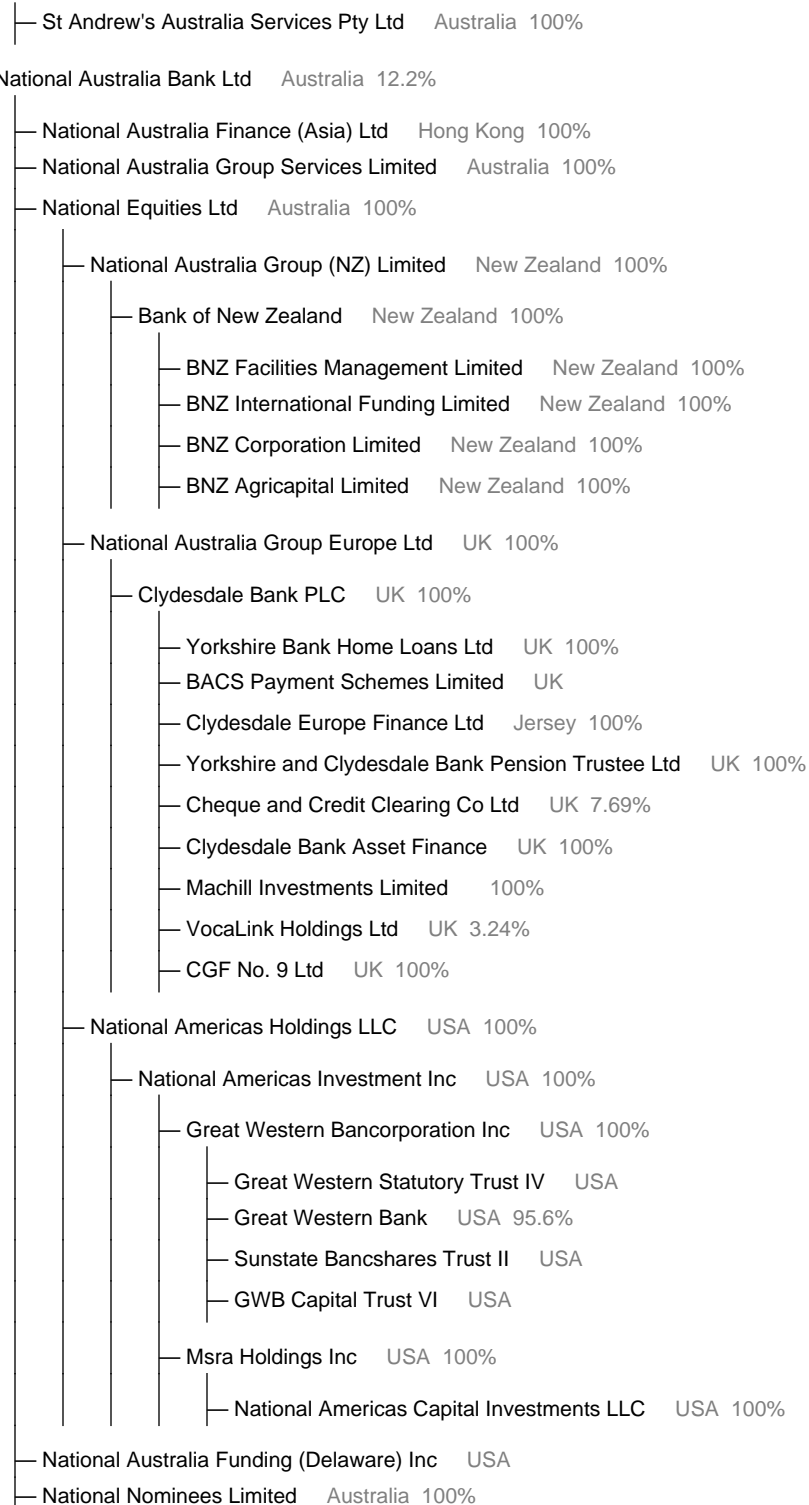 St Andrew's Australia Services Pty Ltd Australia 100%
National Australia Bank Ltd Australia 12.2%
National Australia Finance (Asia) Ltd Hong Kong 100%
National Australia Group Services Limited Australia 100%
National Equities Ltd Australia 100%
National Australia Group (NZ) Limited New Zealand 100%
Bank of New Zealand New Zealand 100%
BNZ Facilities Management Limited New Zealand 100%
BNZ International Funding Limited New Zealand 100%
BNZ Corporation Limited New Zealand 100%
BNZ Agricapital Limited New Zealand 100%
National Australia Group Europe Ltd UK 100%
Clydesdale Bank PLC UK 100%
Yorkshire Bank Home Loans Ltd UK 100%
BACS Payment Schemes Limited UK
Clydesdale Europe Finance Ltd Jersey 100%
Yorkshire and Clydesdale Bank Pension Trustee Ltd UK 100%
Cheque and Credit Clearing Co Ltd UK 7.69%
Clydesdale Bank Asset Finance UK 100%
Machill Investments Limited 100%
VocaLink Holdings Ltd UK 3.24%
CGF No. 9 Ltd UK 100%
National Americas Holdings LLC USA 100%
National Americas Investment Inc USA 100%
Great Western Bancorporation Inc USA 100%
Great Western Statutory Trust IV USA
Great Western Bank USA 95.6%
Sunstate Bancshares Trust II USA
GWB Capital Trust VI USA
Msra Holdings Inc USA 100%
National Americas Capital Investments LLC USA 100%
National Australia Funding (Delaware) Inc USA
National Nominees Limited Australia 100%